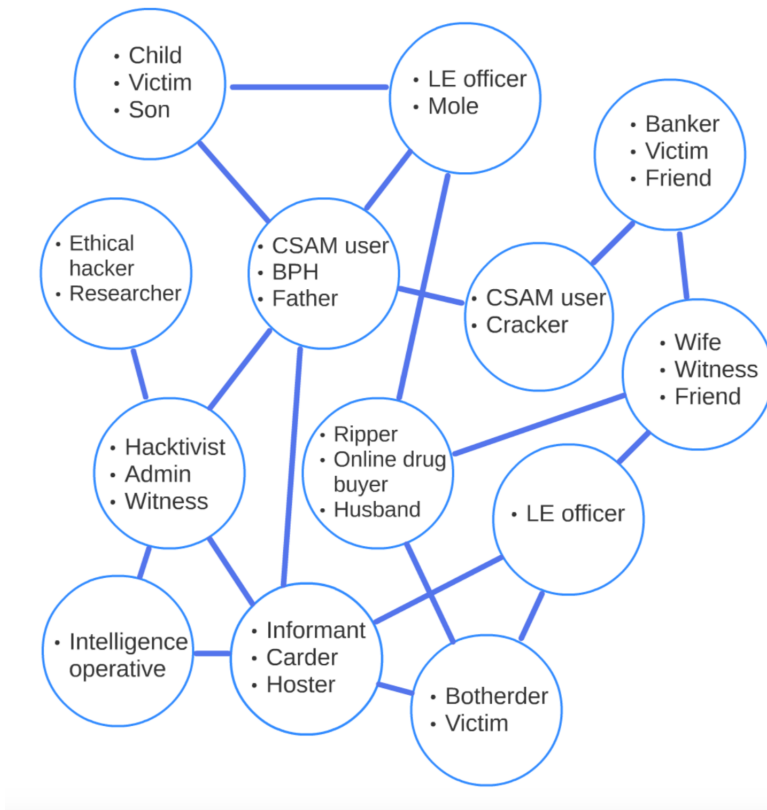 • Child
• Victim
• Son
• LE officer
• Mole
• Banker
• Victim
• Friend
• Ethical
hacker
• Researcher
• CSAM user
• BPH
• Father
• CSAM user
• Cracker
• Wife
• Witness
• Friend
• Hacktivist
• Admin
• Witness
• Ripper
• Online drug
buyer
• Husband
• LE officer
• Intelligence
operative
• Informant
• Carder
• Hoster
• Botherder
• Victim